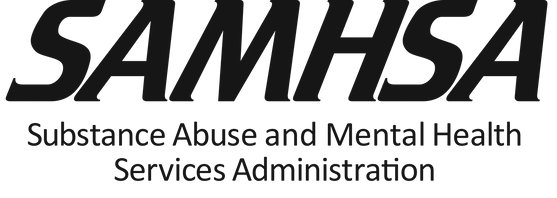 SAMHSA
Substance Abuse and Mental Health
Services Administration